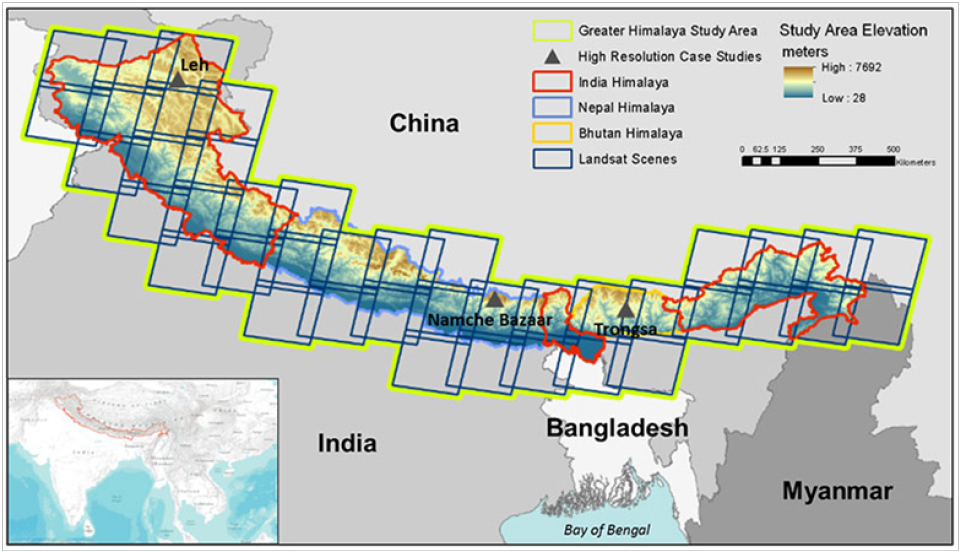 Greater Himalaya Study Area
High Resolution Case Studies
India Himalaya
Nepal Himalaya
Bhutan Himalaya
Landsat Scenes
Study Area Elevation
meters
High : 7692
Low : 28
0 62.5 125 250 375 500
Kilometers
Leh
China
Namche Bazaar
Trongsa
India
Bangladesh
Myanmar
Bay of Bengal